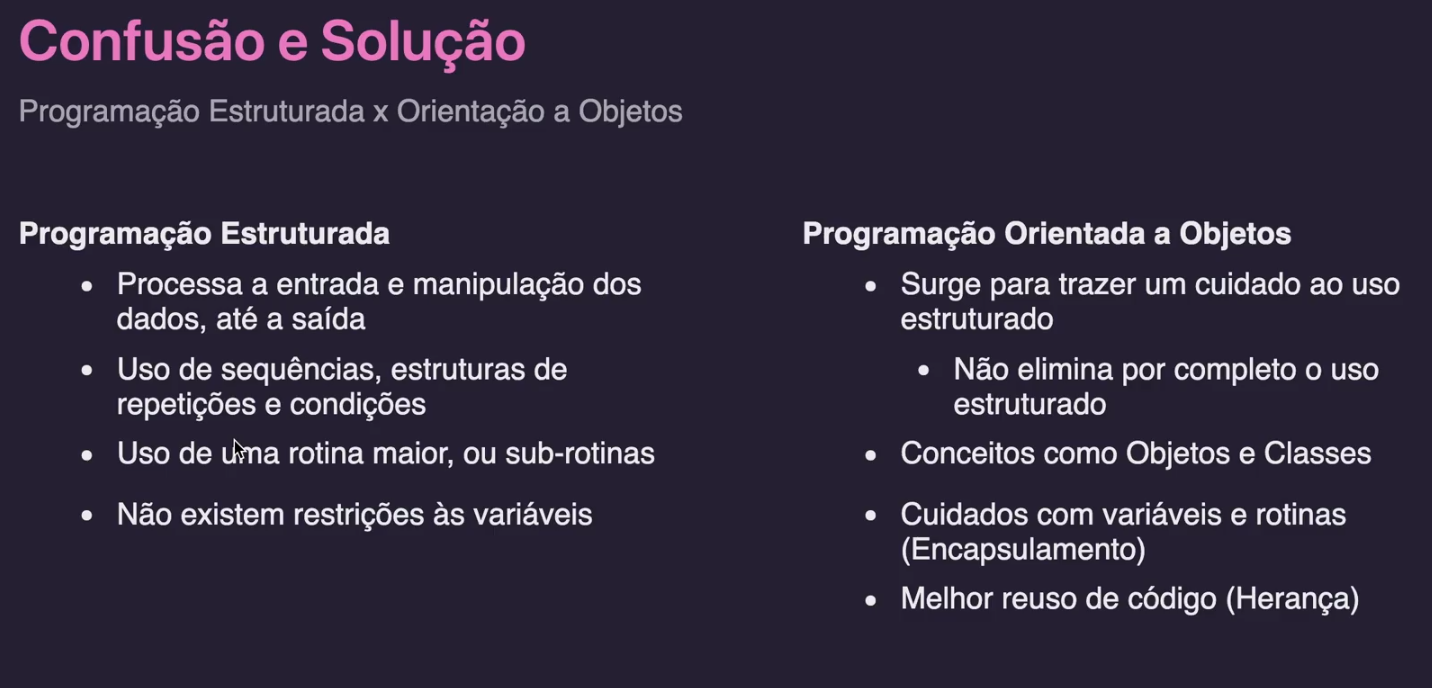 Confusão e Solução
Programação Estruturada x Orientação a Objetos
Programação Estruturada
• Processa a entrada e manipulação dos
dados, até a saída
• Uso de sequências, estruturas de
repetições e condições
• Uso de uma rotina maior, ou sub-rotinas
• Não existem restrições às variáveis
Programação Orientada a Objetos
• Surge para trazer um cuidado ao uso
estruturado
• Não elimina por completo o uso
estruturado
• Conceitos como Objetos e Classes
• Cuidados com variáveis e rotinas
(Encapsulamento)
• Melhor reuso de código (Herança)